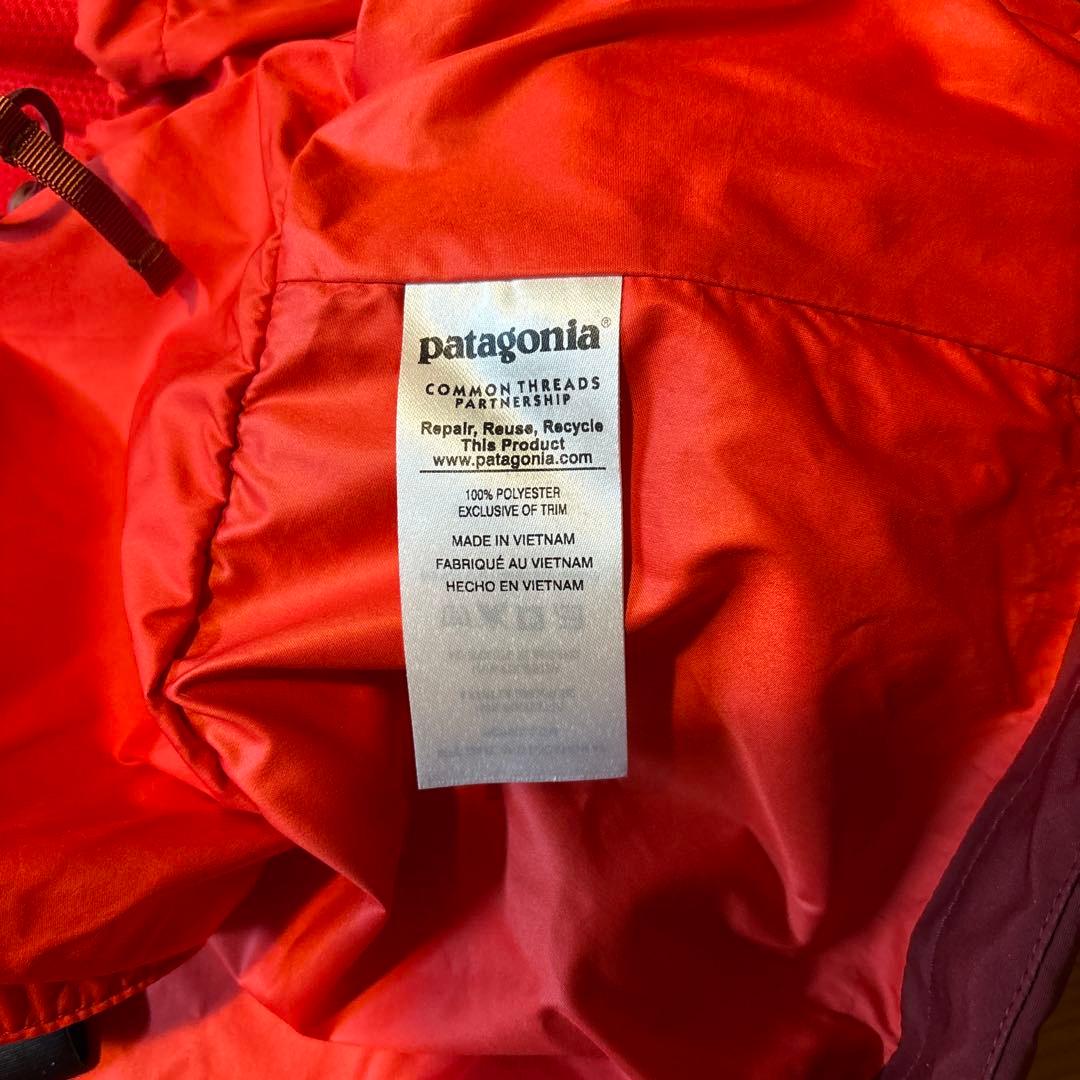 patagonia®
COMMON THREADS
PARTNERSHIP
Repair, Reuse, Recycle
This Product
www.patagonia.com
100% POLYESTER
EXCLUSIVE OF TRIM
MADE IN VIETNAM
FABRIQUÉ AU VIETNAM
HECHO EN VIETNAM